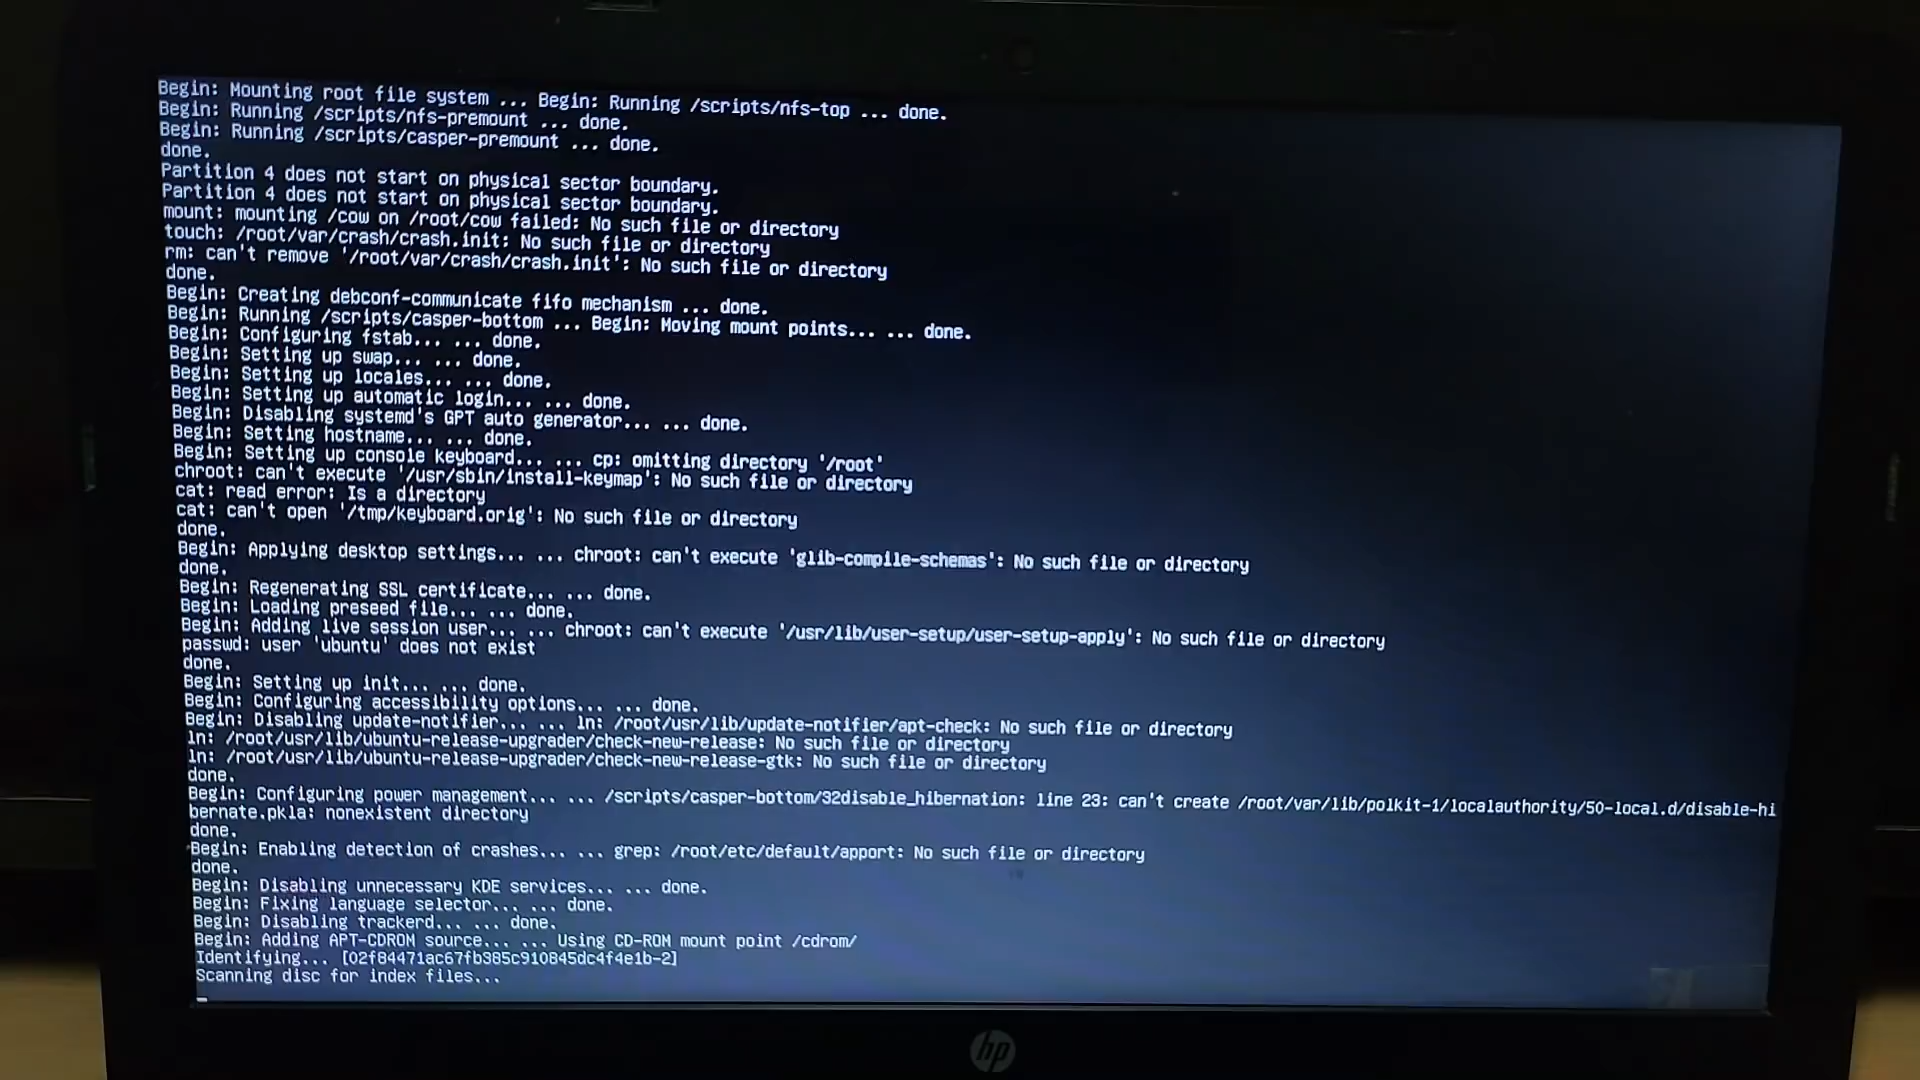 Begin: Mounting root file system ... Begin: Running /scripts/nfs-top ... done.
Begin: Running /scripts/nfs-premount ... done.
Begin: Running /scripts/casper-premount ... done.
done.
Partition 4 does not start on physical sector boundary.
Partition 4 does not start on physical sector boundary.
mount: mounting /cow on /root/cow failed: No such file or directory
touch: /root/var/crash/crash.init: No such file or directory
rm: can't remove '/root/var/crash/crash.init': No such file or directory
done.
Begin: Creating debconf-communicate fifo mechanism ... done.
Begin: Running /scripts/casper-bottom ... Begin: Moving mount points... ... done.
Begin: Configuring fstab... ... done.
Begin: Setting up swap... ... done.
Begin: Setting up locales... ... done.
Begin: Setting up automatic login... ... done.
Begin: Disabling systemd's GPT auto generator... ... done.
Begin: Setting hostname... ... done.
Begin: Setting up console keyboard... ... cp: omitting directory '/root'
chroot: can't execute '/usr/sbin/install-keymap': No such file or directory
cat: read error: Is a directory
cat: can't open '/tmp/keyboard.orig': No such file or directory
done.
Begin: Applying desktop settings... ... chroot: can't execute 'glib-compile-schemas': No such file or directory
done.
Begin: Regenerating SSL certificate... ... done.
Begin: Loading preseed file... ... done.
Begin: Adding live session user... ... chroot: can't execute '/usr/lib/user-setup/user-setup-apply': No such file or directory
passwd: user 'ubuntu' does not exist
done.
Begin: Setting up init... ... done.
Begin: Configuring accessibility options... ... done.
Begin: Disabling update-notifier... ... ln: /root/usr/lib/update-notifier/apt-check: No such file or directory
ln: /root/usr/lib/ubuntu-release-upgrader/check-new-release: No such file or directory
ln: /root/usr/lib/ubuntu-release-upgrader/check-new-release-gtk: No such file or directory
done.
Begin: Configuring power management... ... /scripts/casper-bottom/32disable_hibernation: line 23: can't create /root/var/lib/polkit-1/localauthority/50-local.d/disable-hi
bernate.pkla: nonexistent directory
done.
Begin: Enabling detection of crashes... ... grep: /root/etc/default/apport: No such file or directory
done.
Begin: Disabling unnecessary KDE services... ... done.
Begin: Fixing language selector... ... done.
Begin: Disabling trackerd... ... done.
Begin: Adding APT-CDROM source... ... Using CD-ROM mount point /cdrom/
Identifying... [02f84471ac67fb385c910845dc4f4e1b-2]
Scanning disc for index files...
hp